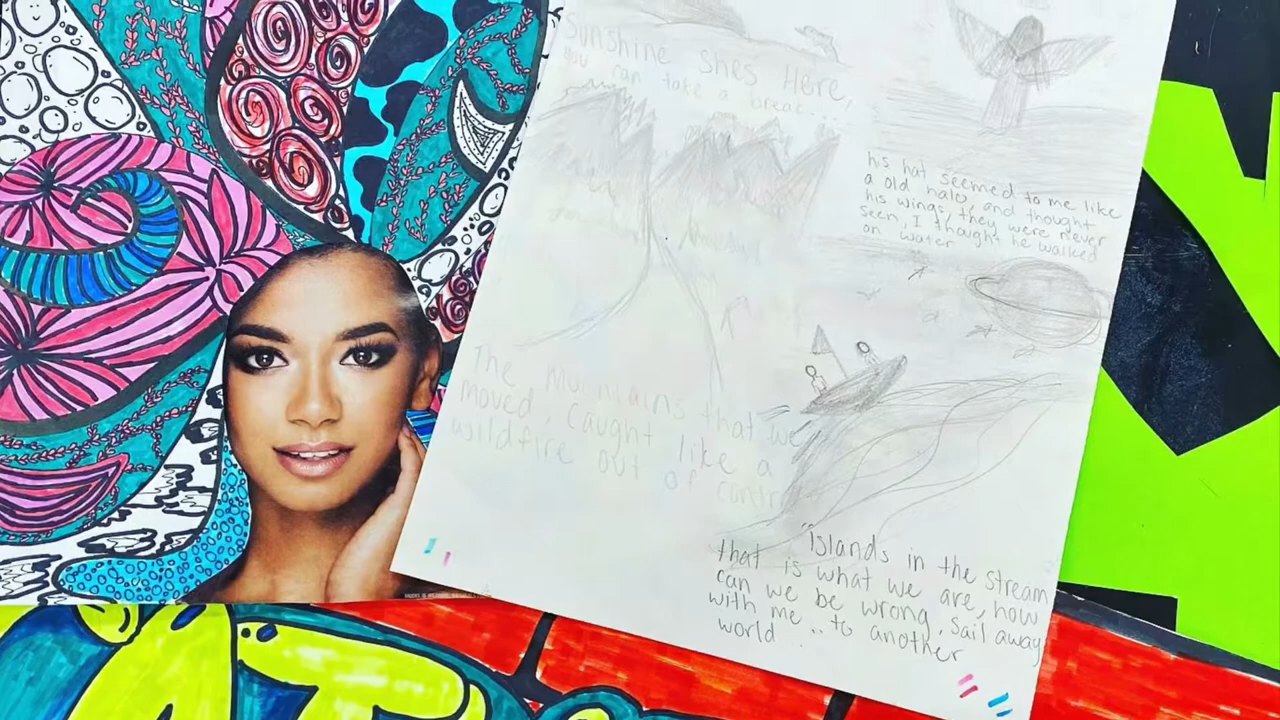 Sunshine shes Here,
you can take a break...
his hat seemed to me like
a old halo, and thought
his wings, they were never
seen, I thought he walked
on water
The Mountains that we
moved, Caught like a
wildfire out of contr
"Islands in the stream
that is what we are, how
can we be wrong. Sail away
with me .. to another
world